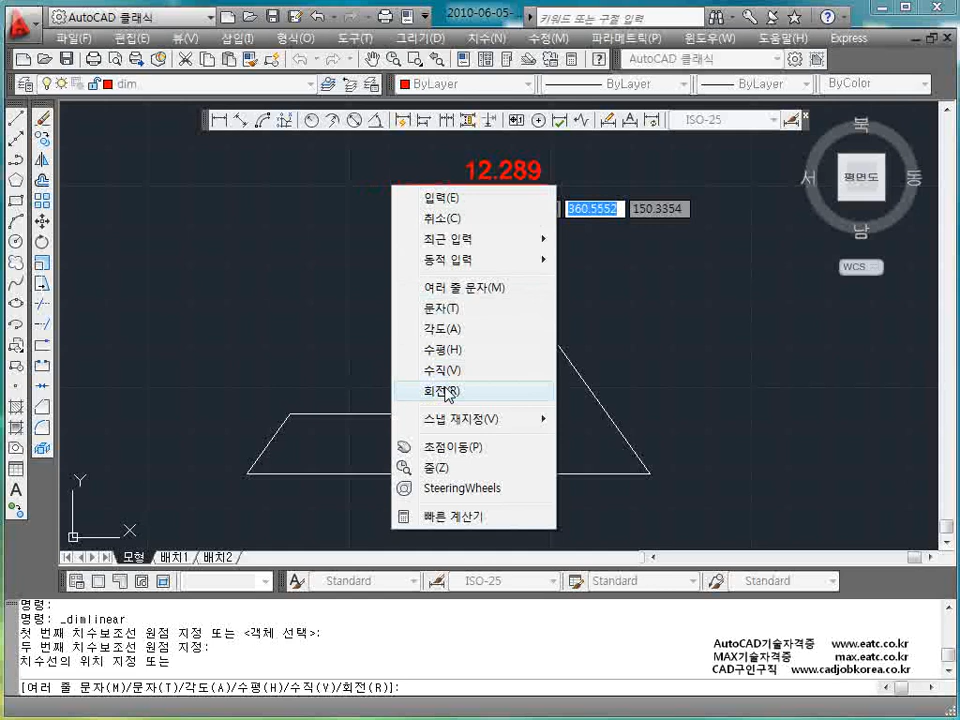 AutoCAD 클래식
2010-06-05-
키워드 또는 구절 입력
파일(F) 편집(E) 뷰(V) 삽입(I) 형식(O) 도구(T) 그리기(D) 치수(N) 수정(M) 파라메트릭(P) 윈도우(W) 도움말(H) Express
AutoCAD 클래식
dim
ByLayer
ByLayer
ByLayer
ByColor
ISO-25
12.289
360.5552 150.3354
북
서 평면도 동
남
WCS
입력(E)
취소(C)
최근 입력
동적 입력
여러 줄 문자(M)
문자(T)
각도(A)
수평(H)
수직(V)
회전(R)
스냅 재지정(V)
초점이동(P)
줌(Z)
SteeringWheels
빠른 계산기
Y
X
모형 배치1 배치2
Standard ISO-25 Standard Standard
명령:
명령: _dimlinear
첫 번째 치수보조선 원점 지정 또는 <객체 선택>:
두 번째 치수보조선 원점 지정:
치수선의 위치 지정 또는
[여러 줄 문자(M)/문자(T)/각도(A)/수평(H)/수직(V)/회전(R)]:
AutoCAD기술자격증 www.eatc.co.kr
MAX기술자격증 max.eatc.co.kr
CAD구인구직 www.cadjobkorea.co.kr